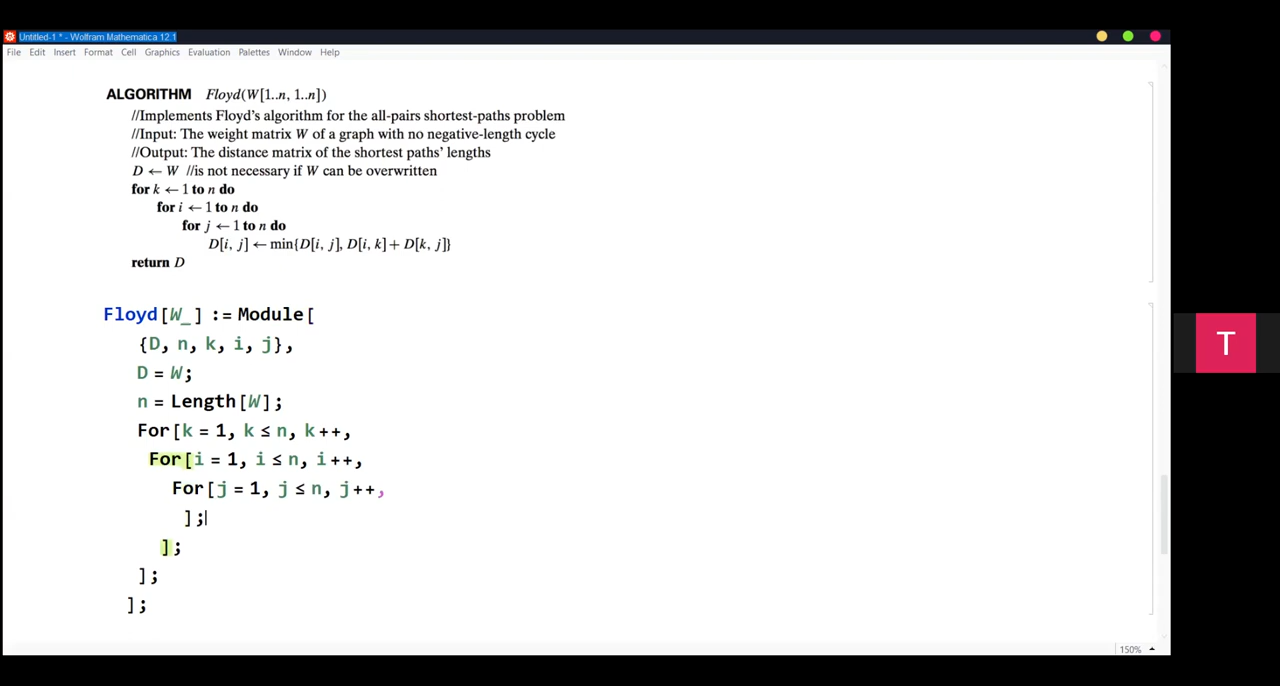 Untitled-1 * - Wolfram Mathematica 12.1
File Edit Insert Format Cell Graphics Evaluation Palettes Window Help
ALGORITHM Floyd(W[1..n, 1..n])
//Implements Floyd's algorithm for the all-pairs shortest-paths problem
//Input: The weight matrix W of a graph with no negative-length cycle
//Output: The distance matrix of the shortest paths' lengths
D ← W //is not necessary if W can be overwritten
for k ← 1 to n do
for i ← 1 to n do
for j ← 1 to n do
D[i, j] ← min{D[i, j], D[i, k] + D[k, j]}
return D
Floyd[W_] := Module[
{D, n, k, i, j},
D = W;
n = Length[W];
For[k = 1, k ≤ n, k++,
For[i = 1, i ≤ n, i++,
For[j = 1, j ≤ n, j++,
];
];
];
];
T
150%